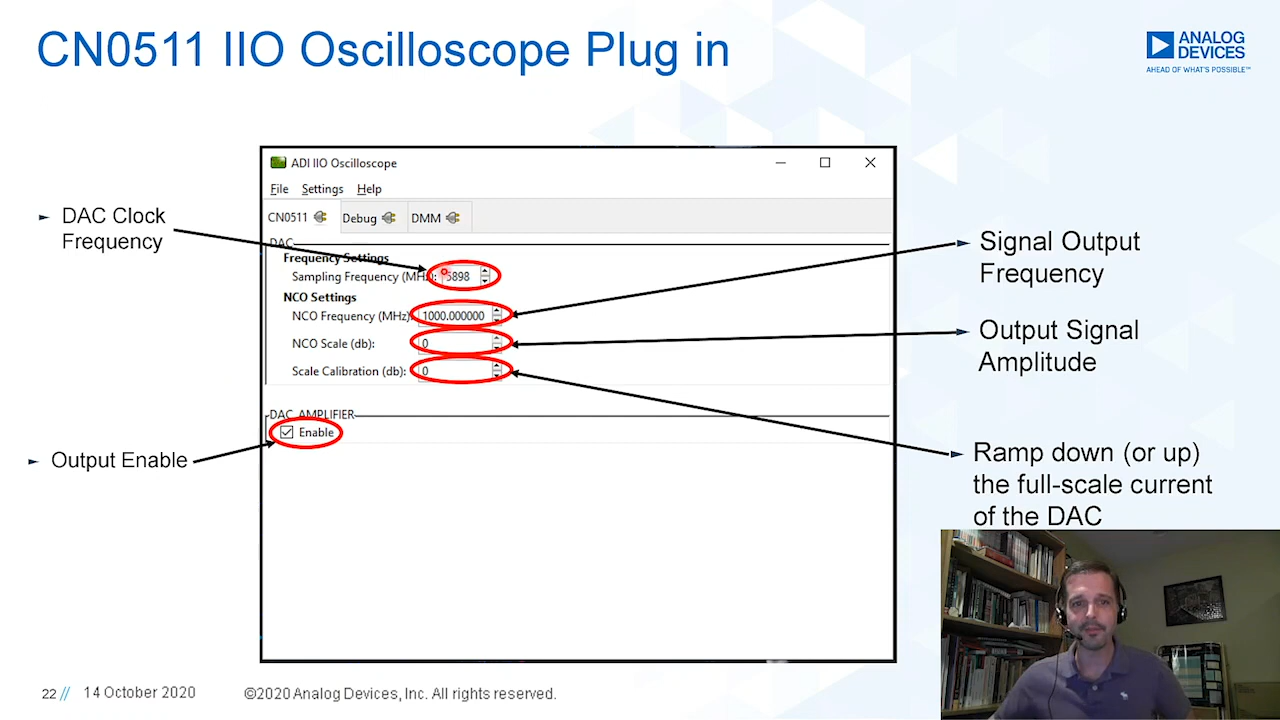 CN0511 IIO Oscilloscope Plug in
ANALOG
DEVICES
AHEAD OF WHAT'S POSSIBLE™
ADI IIO Oscilloscope
File Settings Help
CN0511 Debug DMM
DAC
Frequency Settings
Sampling Frequency (MHz): 5898
NCO Settings
NCO Frequency (MHz): 1000.000000
NCO Scale (db): 0
Scale Calibration (db): 0
DAC AMPLIFIER
Enable
DAC Clock
Frequency
Output Enable
Signal Output
Frequency
Output Signal
Amplitude
Ramp down (or up)
the full-scale current
of the DAC
22 // 14 October 2020 ©2020 Analog Devices, Inc. All rights reserved.